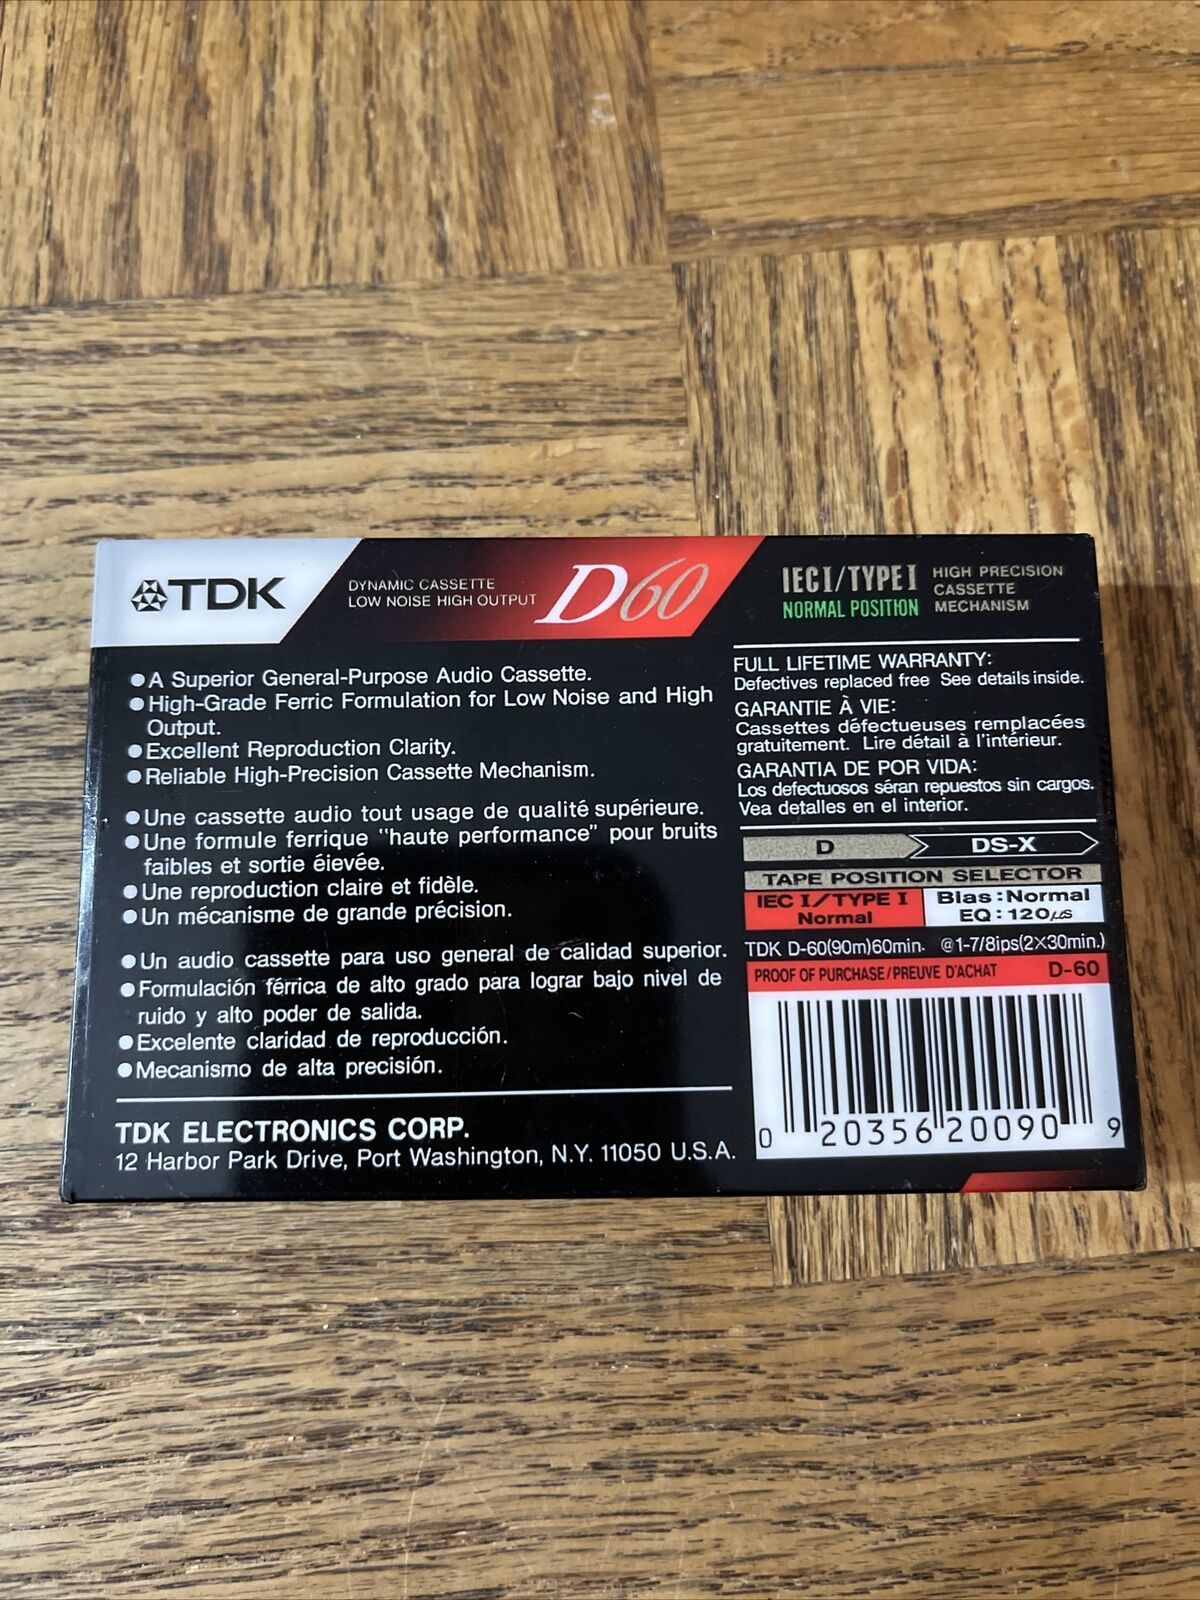 TDK
DYNAMIC CASSETTE
LOW NOISE HIGH OUTPUT
D60
IECI/TYPE I
NORMAL POSITION
HIGH PRECISION
CASSETTE
MECHANISM
●A Superior General-Purpose Audio Cassette.
●High-Grade Ferric Formulation for Low Noise and High
Output.
●Excellent Reproduction Clarity.
●Reliable High-Precision Cassette Mechanism.
●Une cassette audio tout usage de qualité supérieure.
●Une formule ferrique "haute performance" pour bruits
faibles et sortie élevée.
●Une reproduction claire et fidèle.
●Un mécanisme de grande précision.
●Un audio cassette para uso general de calidad superior.
●Formulación férrica de alto grado para lograr bajo nivel de
ruido y alto poder de salida.
●Excelente claridad de reproducción.
●Mecanismo de alta precisión.
TDK ELECTRONICS CORP.
12 Harbor Park Drive, Port Washington, N.Y. 11050 U.S.A.
FULL LIFETIME WARRANTY:
Defectives replaced free See details inside.
GARANTIE À VIE:
Cassettes défectueuses remplacées
gratuitement. Lire détail à l'intérieur.
GARANTIA DE POR VIDA:
Los defectuosos séran repuestos sin cargos.
Vea detalles en el interior.
D DS-X
TAPE POSITION SELECTOR
IEC I/TYPE I
Normal
Bias:Normal
EQ:120μs
TDK D-60(90m)60min. @1-7/8ips(2×30min.)
PROOF OF PURCHASE/PREUVE D'ACHAT D-60
0 20356 20090 9